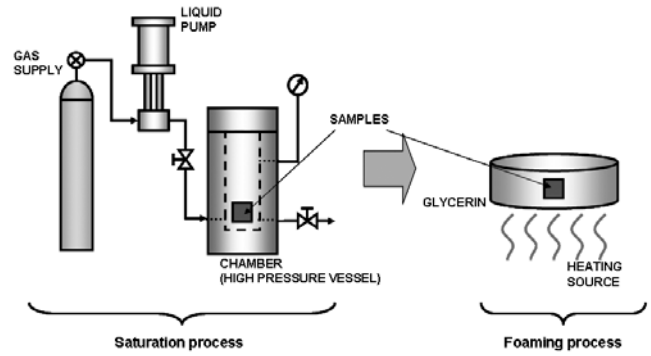 LIQUID
PUMP
GAS
SUPPLY
SAMPLES
GLYCERIN
CHAMBER
(HIGH PRESSURE VESSEL)
HEATING
SOURCE
Saturation process
Foaming process